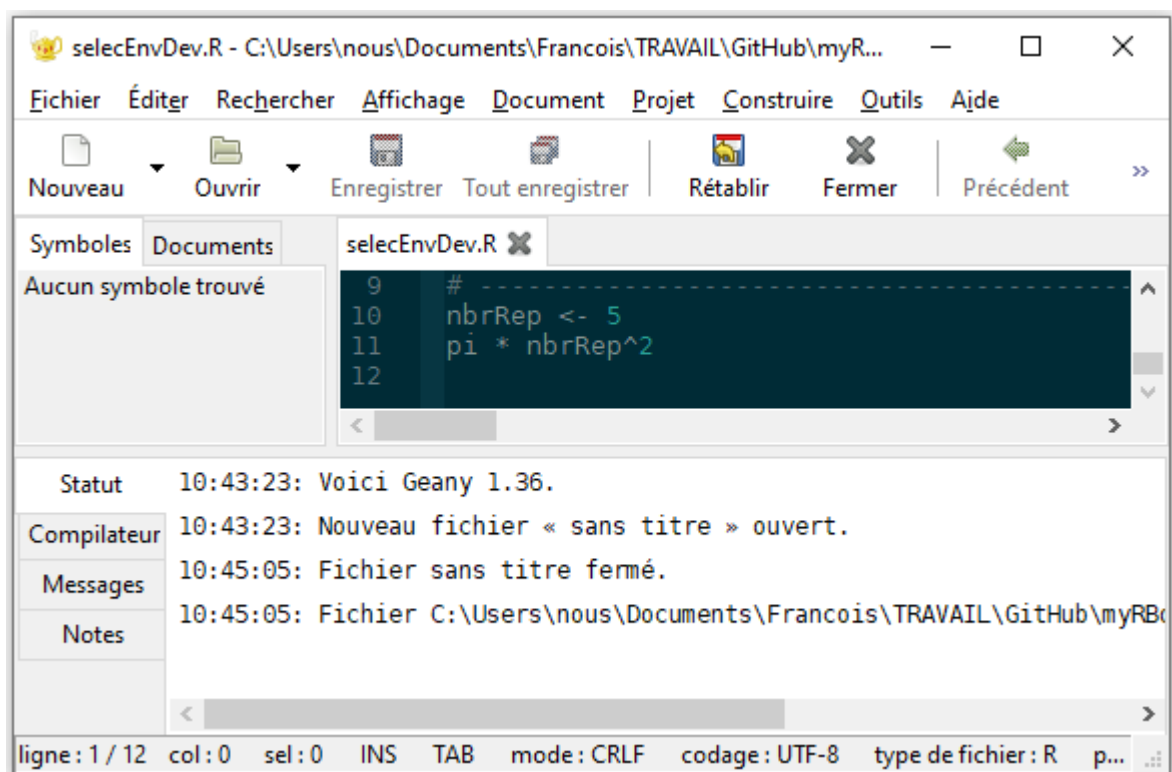 selecEnvDev.R - C:\Users\nous\Documents\Francois\TRAVAIL\GitHub\myR...
Fichier Éditer Rechercher Affichage Document Projet Construire Outils Aide
Nouveau Ouvrir Enregistrer Tout enregistrer Rétablir Fermer Précédent »
Symboles Documents selecEnvDev.R
Aucun symbole trouvé
9 # -------------------------------------------
10 nbrRep <- 5
11 pi * nbrRep^2
12
Statut
Compilateur
Messages
Notes
10:43:23: Voici Geany 1.36.
10:43:23: Nouveau fichier « sans titre » ouvert.
10:45:05: Fichier sans titre fermé.
10:45:05: Fichier C:\Users\nous\Documents\Francois\TRAVAIL\GitHub\myRB
ligne : 1 / 12 col : 0 sel : 0 INS TAB mode : CRLF codage : UTF-8 type de fichier : R p...